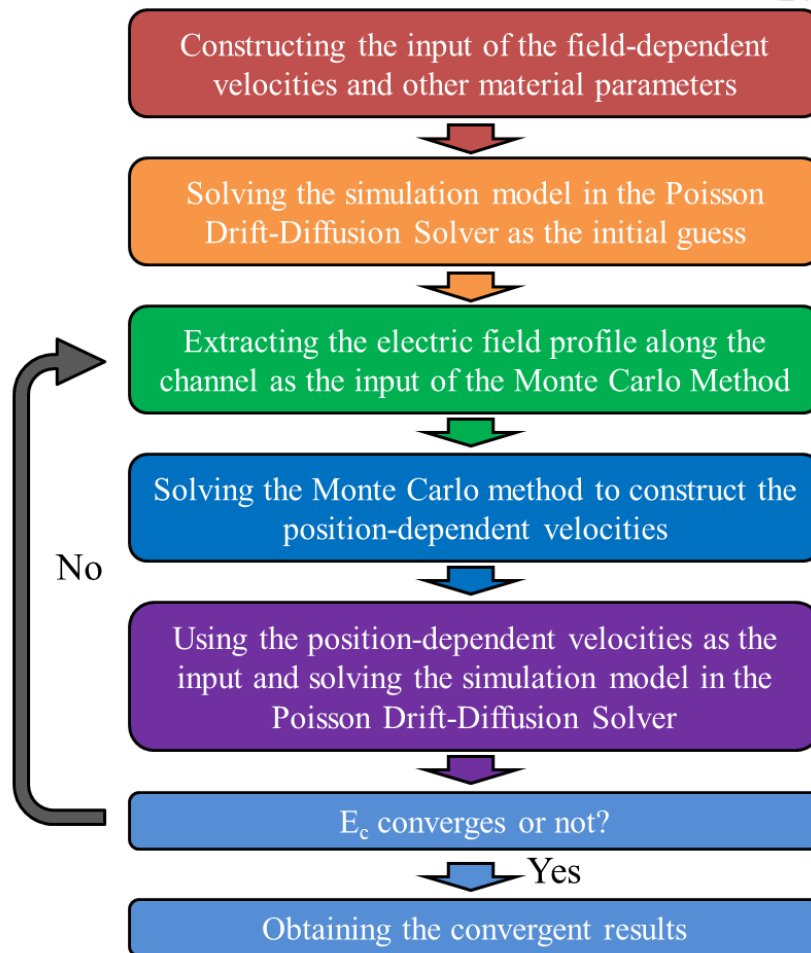 Constructing the input of the field-dependent
velocities and other material parameters
Solving the simulation model in the Poisson
Drift-Diffusion Solver as the initial guess
Extracting the electric field profile along the
channel as the input of the Monte Carlo Method
Solving the Monte Carlo method to construct the
position-dependent velocities
No
Using the position-dependent velocities as the
input and solving the simulation model in the
Poisson Drift-Diffusion Solver
E_c converges or not?
Yes
Obtaining the convergent results